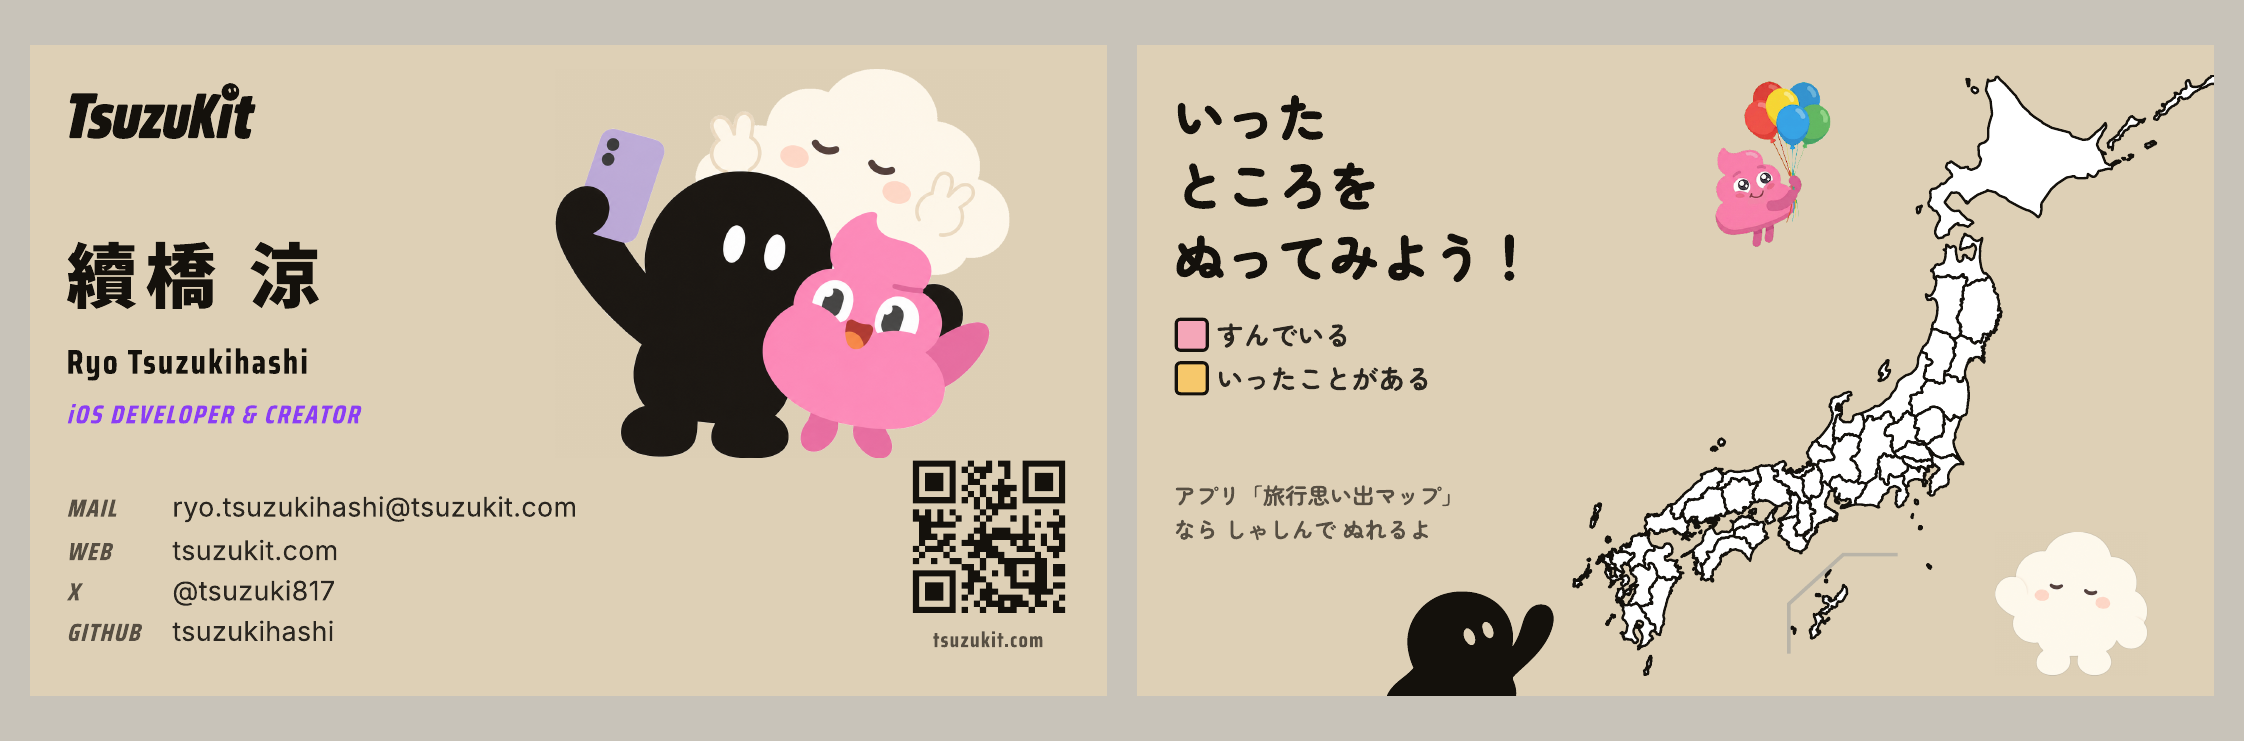 TsuzuKit
續橋 涼
Ryo Tsuzukihashi
iOS DEVELOPER & CREATOR
MAIL ryo.tsuzukihashi@tsuzukit.com
WEB tsuzukit.com
X @tsuzuki817
GITHUB tsuzukihashi
tsuzukit.com
いった
ところを
ぬってみよう！
すんでいる
いったことがある
アプリ「旅行思い出マップ」
なら しゃしんで ぬれるよ